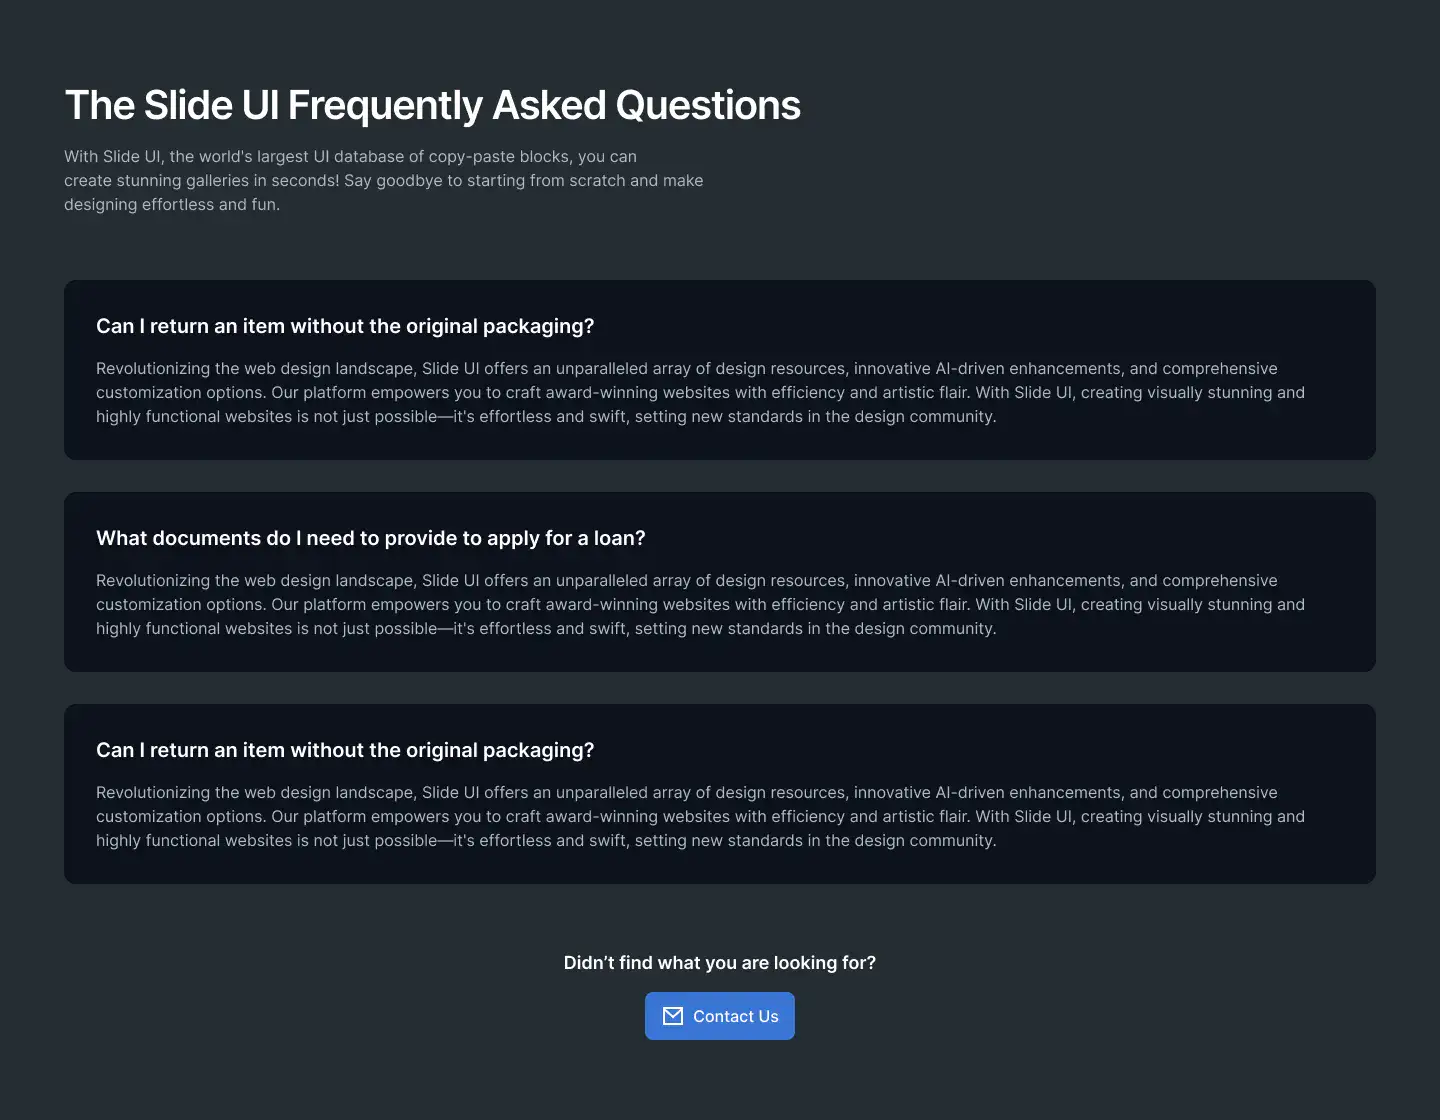 The Slide UI Frequently Asked Questions
With Slide UI, the world's largest UI database of copy-paste blocks, you can
create stunning galleries in seconds! Say goodbye to starting from scratch and make
designing effortless and fun.
Can I return an item without the original packaging?
Revolutionizing the web design landscape, Slide UI offers an unparalleled array of design resources, innovative AI-driven enhancements, and comprehensive
customization options. Our platform empowers you to craft award-winning websites with efficiency and artistic flair. With Slide UI, creating visually stunning and
highly functional websites is not just possible—it's effortless and swift, setting new standards in the design community.
What documents do I need to provide to apply for a loan?
Revolutionizing the web design landscape, Slide UI offers an unparalleled array of design resources, innovative AI-driven enhancements, and comprehensive
customization options. Our platform empowers you to craft award-winning websites with efficiency and artistic flair. With Slide UI, creating visually stunning and
highly functional websites is not just possible—it's effortless and swift, setting new standards in the design community.
Can I return an item without the original packaging?
Revolutionizing the web design landscape, Slide UI offers an unparalleled array of design resources, innovative AI-driven enhancements, and comprehensive
customization options. Our platform empowers you to craft award-winning websites with efficiency and artistic flair. With Slide UI, creating visually stunning and
highly functional websites is not just possible—it's effortless and swift, setting new standards in the design community.
Didn’t find what you are looking for?
Contact Us